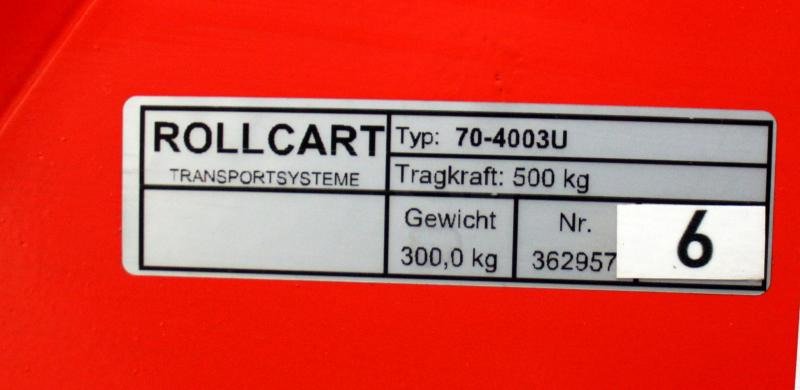 ROLLCART
TRANSPORTSYSTEME
Typ: 70-4003U
Tragkraft: 500 kg
Gewicht
300,0 kg
Nr.
362957
6